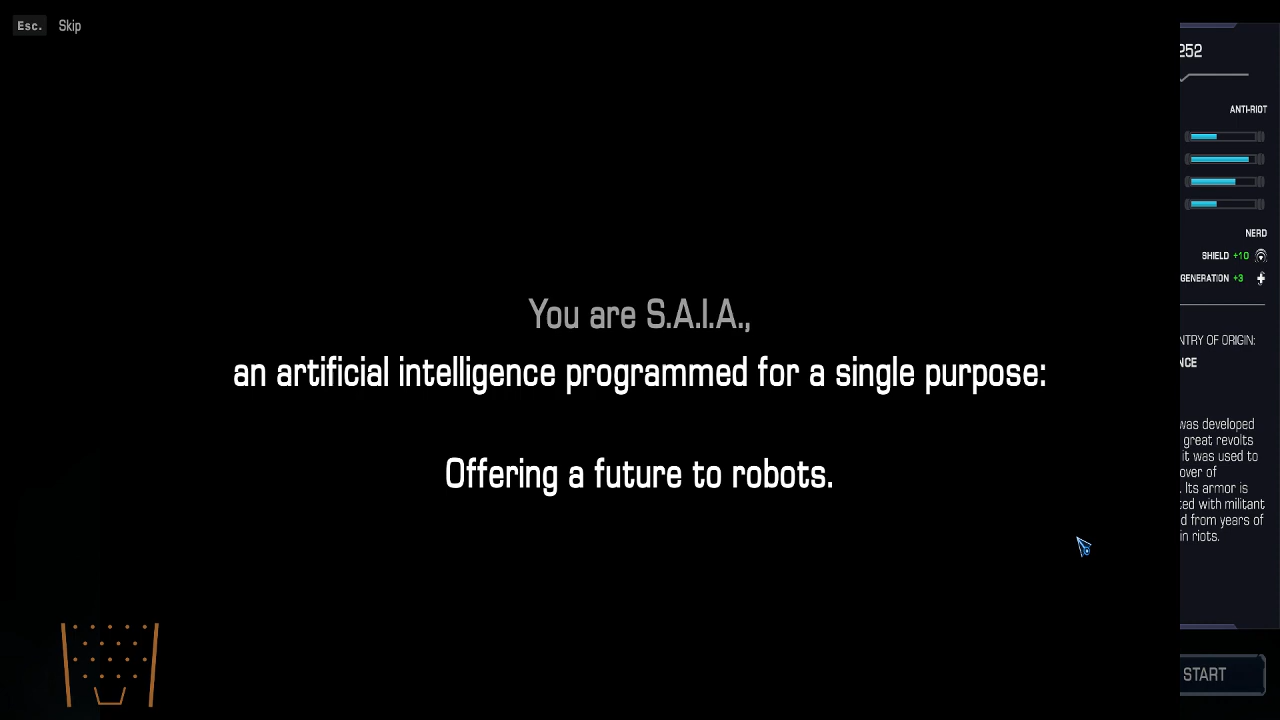 Esc. Skip
252
ANTI-RIOT
NERD
SHIELD +10
GENERATION +3
You are S.A.I.A.,
an artificial intelligence programmed for a single purpose:
Offering a future to robots.
NTRY OF ORIGIN:
NCE
was developed
great revolts
it was used to
over of
. Its armor is
ted with militant
d from years of
in riots.
START